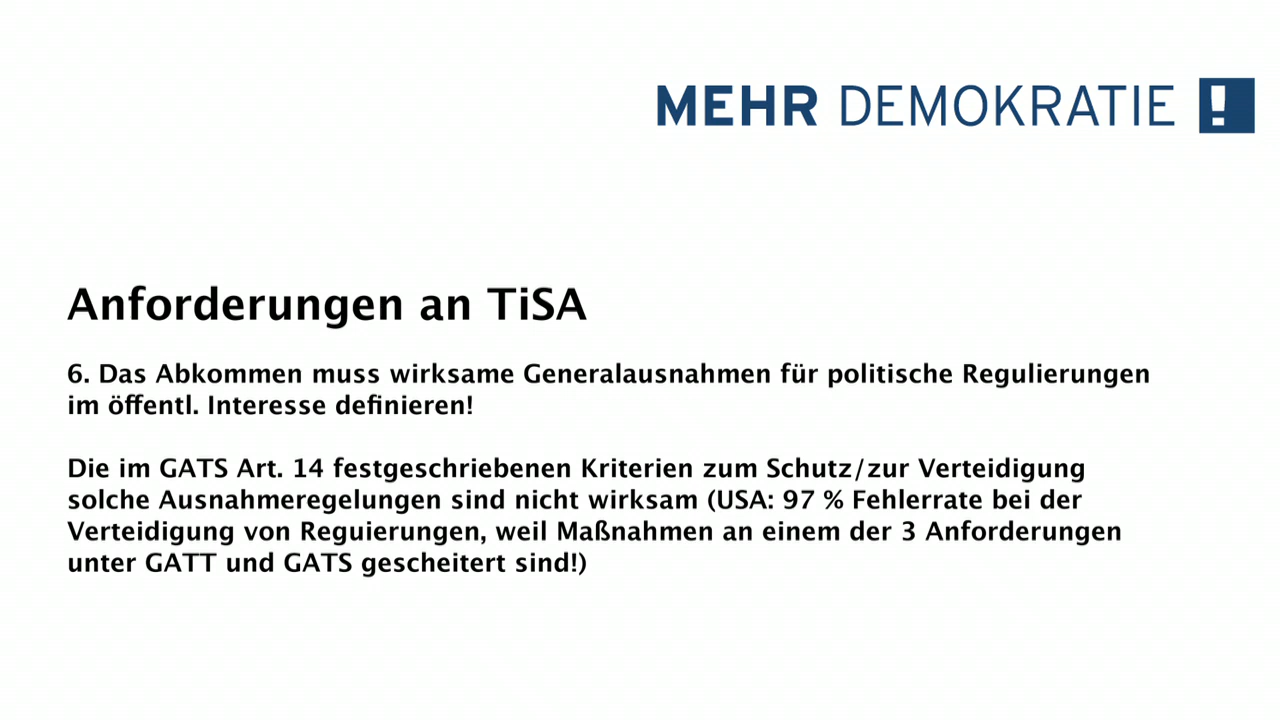 MEHR DEMOKRATIE !
Anforderungen an TiSA
6. Das Abkommen muss wirksame Generalausnahmen für politische Regulierungen
im öffentl. Interesse definieren!
Die im GATS Art. 14 festgeschriebenen Kriterien zum Schutz/zur Verteidigung
solche Ausnahmeregelungen sind nicht wirksam (USA: 97 % Fehlerrate bei der
Verteidigung von Reguierungen, weil Maßnahmen an einem der 3 Anforderungen
unter GATT und GATS gescheitert sind!)